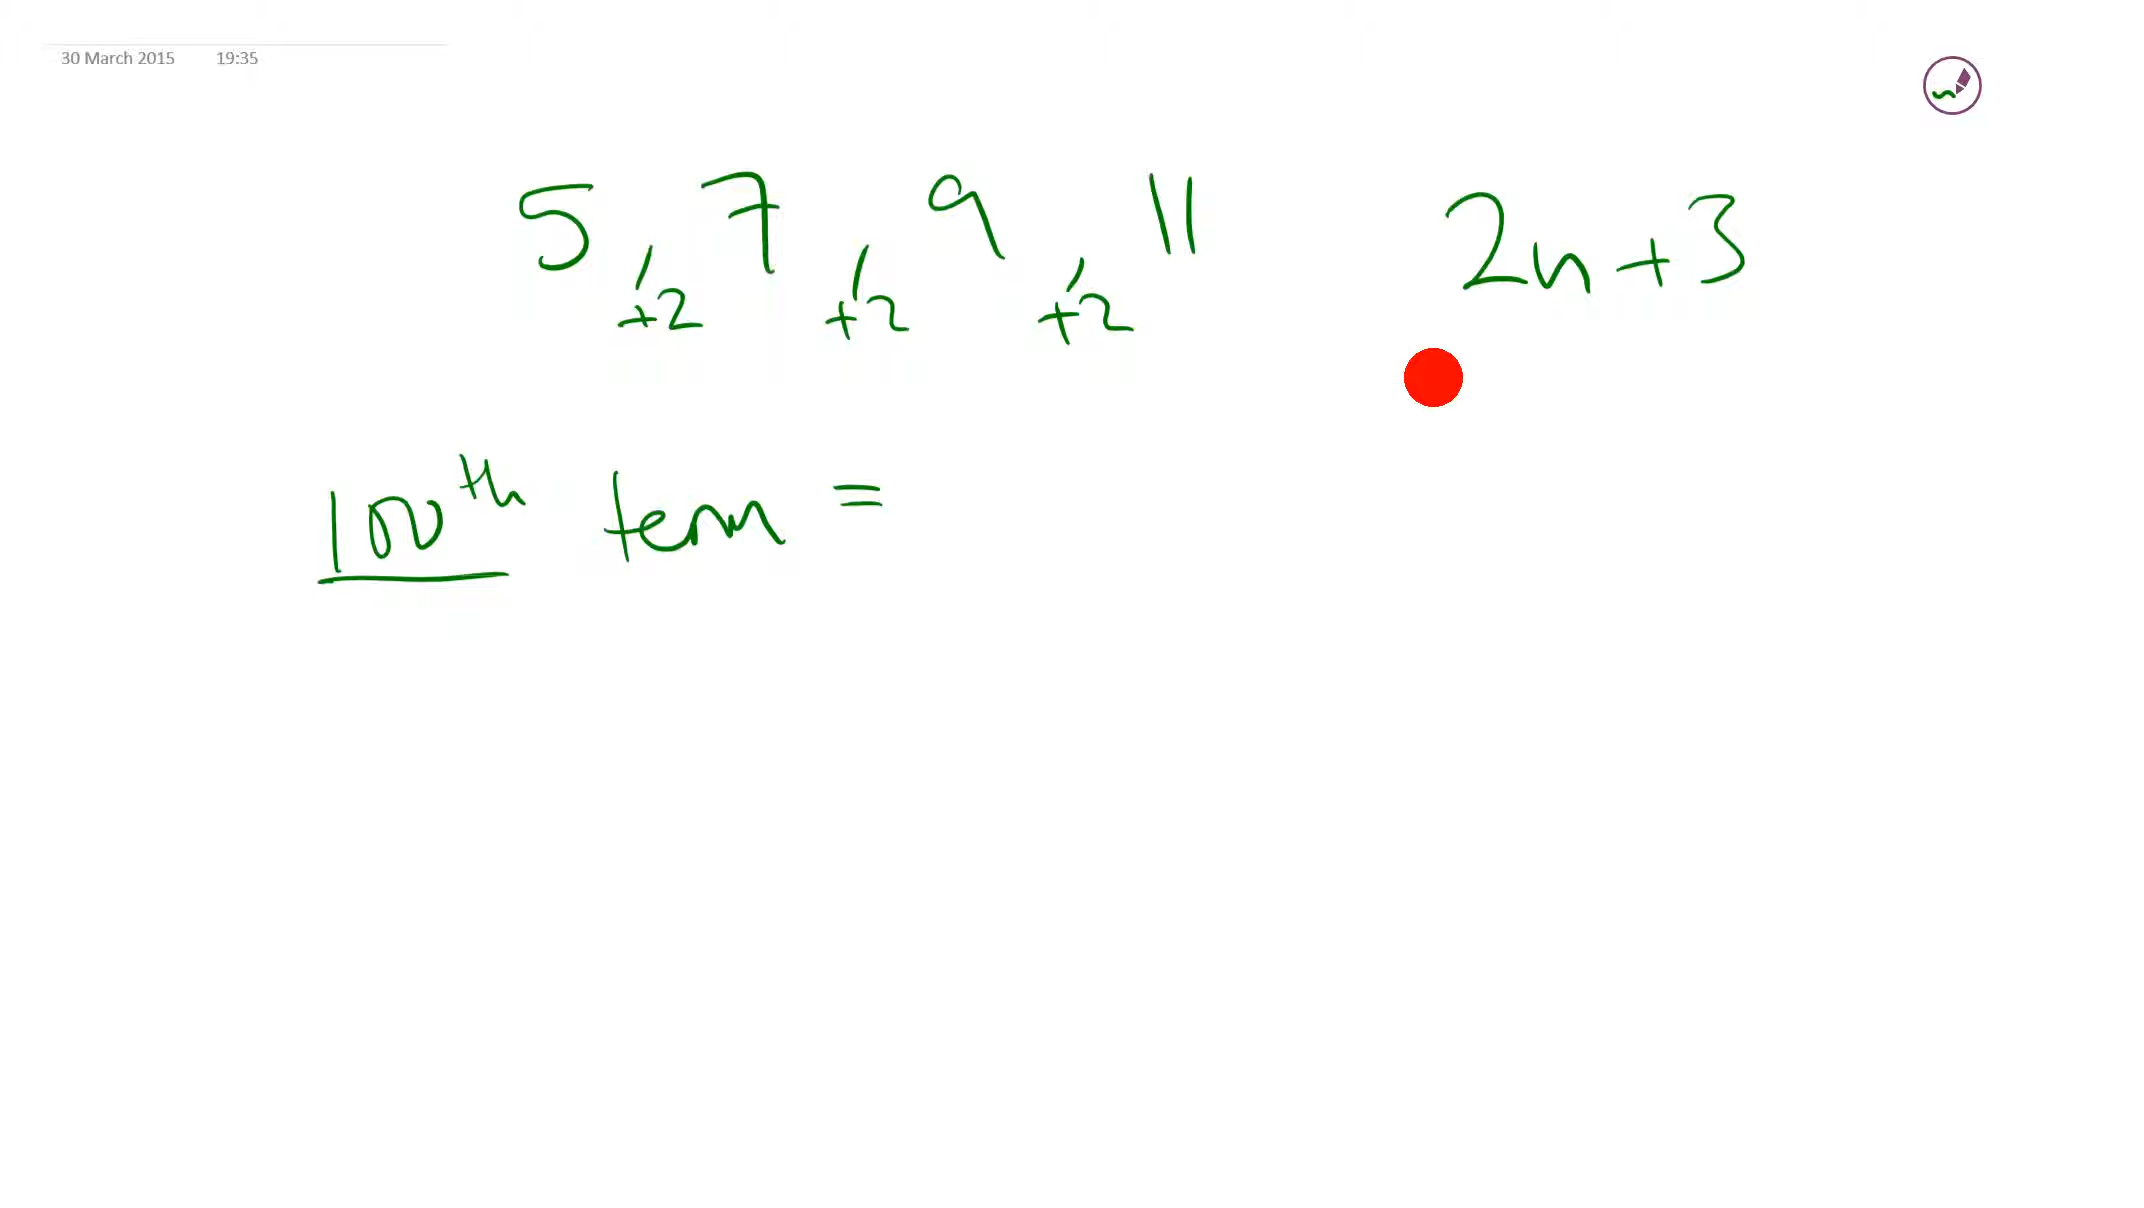 30 March 2015 19:35
5, 7, 9, 11 2n+3
+2 +2 +2
100th term =